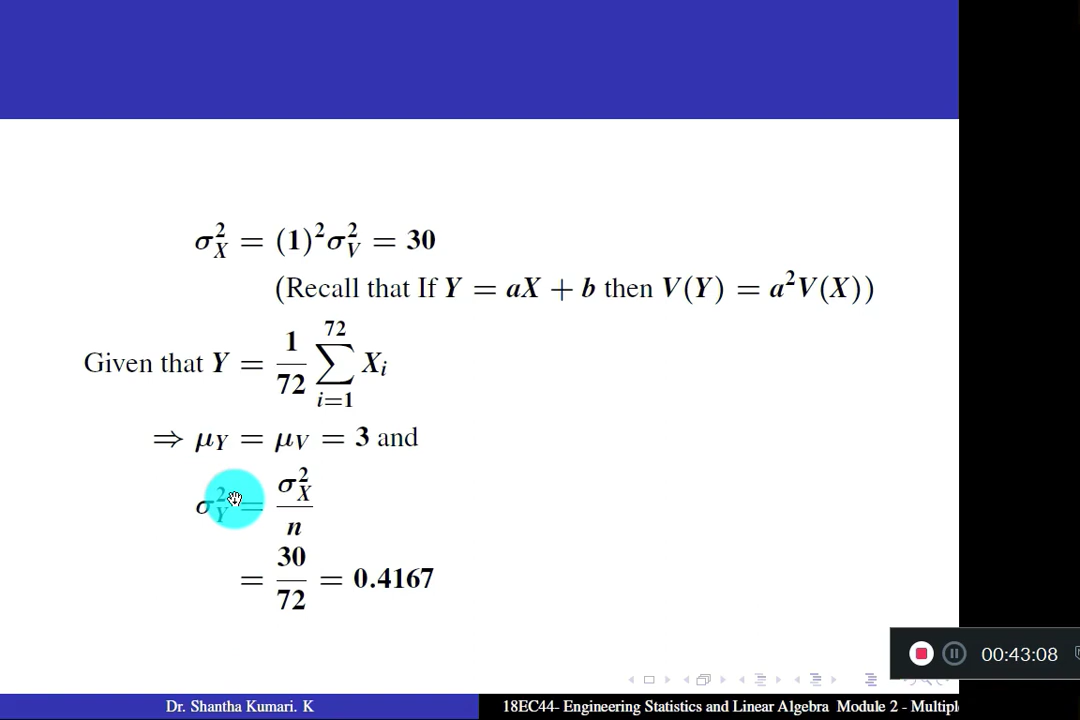 σ²_X = (1)²σ²_V = 30
(Recall that If Y = aX + b then V(Y) = a²V(X))
Given that Y = 1/72 ∑_{i=1}^{72} X_i
⇒ μ_Y = μ_V = 3 and
σ²_Y = σ²_X / n
= 30/72 = 0.4167
00:43:08
Dr. Shantha Kumari. K
18EC44- Engineering Statistics and Linear Algebra Module 2 - Multipl